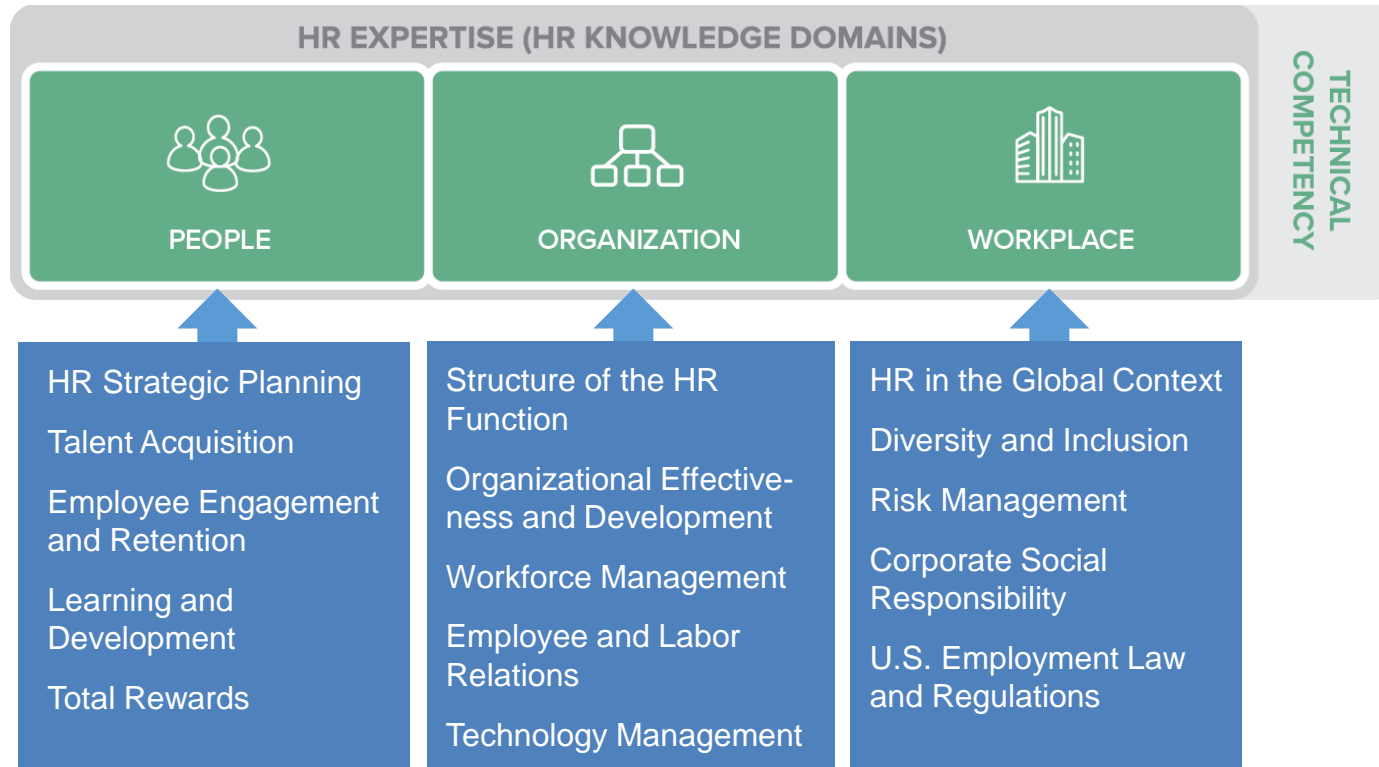 HR EXPERTISE (HR KNOWLEDGE DOMAINS)
TECHNICAL
COMPETENCY
PEOPLE
ORGANIZATION
WORKPLACE
HR Strategic Planning
Talent Acquisition
Employee Engagement
and Retention
Learning and
Development
Total Rewards
Structure of the HR
Function
Organizational Effective-
ness and Development
Workforce Management
Employee and Labor
Relations
Technology Management
HR in the Global Context
Diversity and Inclusion
Risk Management
Corporate Social
Responsibility
U.S. Employment Law
and Regulations